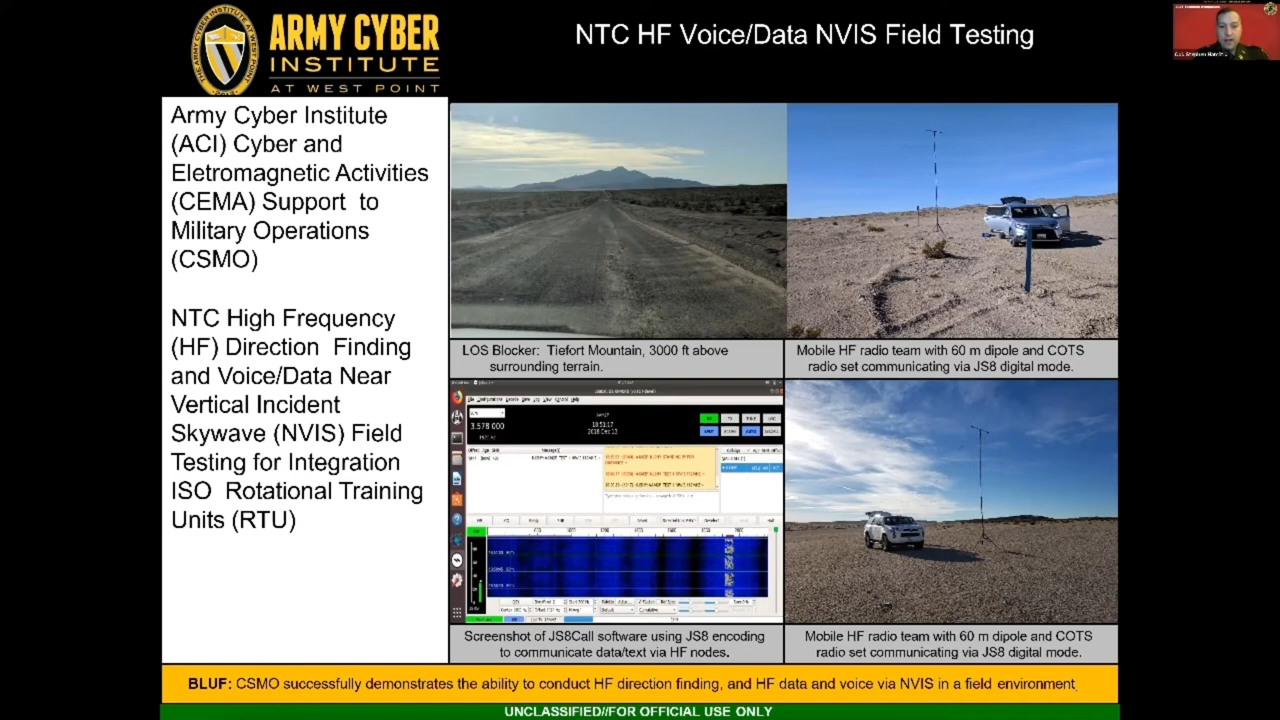 ARMY CYBER
INSTITUTE
AT WEST POINT
NTC HF Voice/Data NVIS Field Testing
Army Cyber Institute
(ACI) Cyber and
Eletromagnetic Activities
(CEMA) Support to
Military Operations
(CSMO)
NTC High Frequency
(HF) Direction Finding
and Voice/Data Near
Vertical Incident
Skywave (NVIS) Field
Testing for Integration
ISO Rotational Training
Units (RTU)
LOS Blocker: Tiefort Mountain, 3000 ft above
surrounding terrain.
Mobile HF radio team with 60 m dipole and COTS
radio set communicating via JS8 digital mode.
3.578 000
Screenshot of JS8Call software using JS8 encoding
to communicate data/text via HF nodes.
Mobile HF radio team with 60 m dipole and COTS
radio set communicating via JS8 digital mode.
BLUF: CSMO successfully demonstrates the ability to conduct HF direction finding, and HF data and voice via NVIS in a field environment
UNCLASSIFIED//FOR OFFICIAL USE ONLY